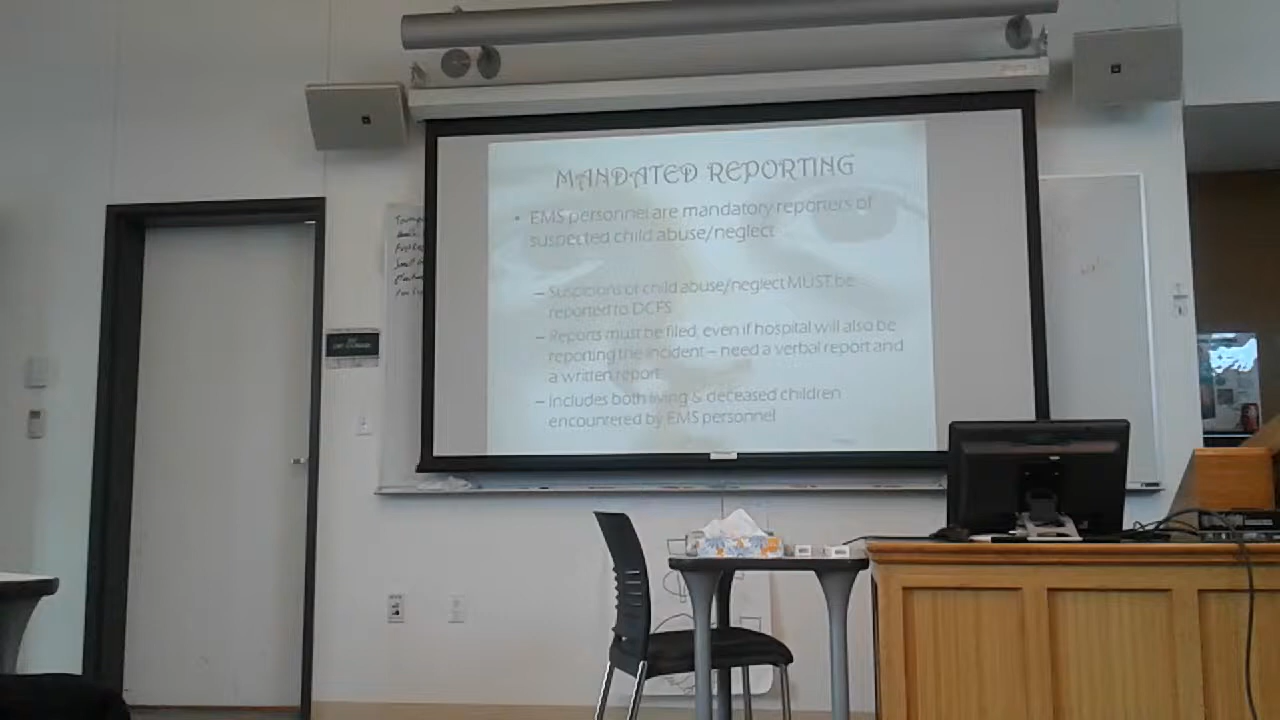 MANDATED REPORTING
• EMS personnel are mandatory reporters of
suspected child abuse/neglect
– Suspicions of child abuse/neglect MUST be
reported to DCFS
– Reports must be filed, even if hospital will also be
reporting the incident – need a verbal report and
a written report.
– Includes both living & deceased children
encountered by EMS personnel